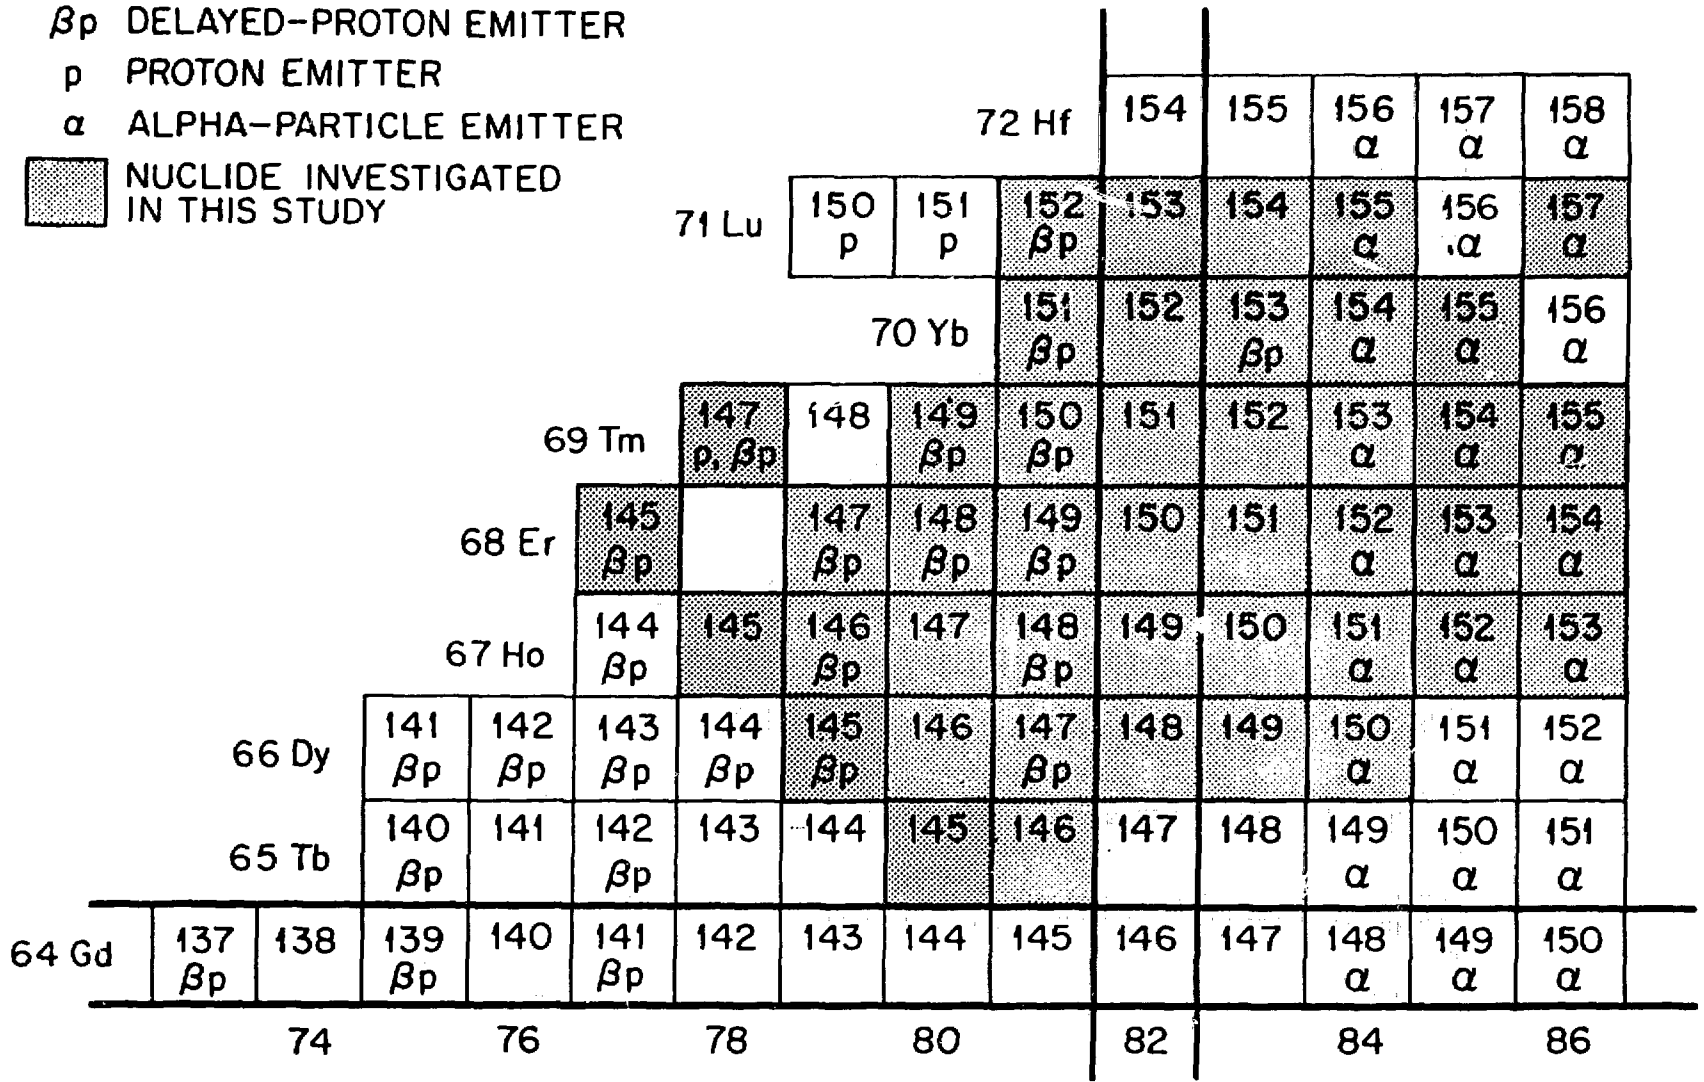 βp DELAYED-PROTON EMITTER
p PROTON EMITTER
α ALPHA-PARTICLE EMITTER
NUCLIDE INVESTIGATED
IN THIS STUDY
72 Hf 154 155 156 157 158
α α α
71 Lu 150 151 152 153 154 155 156 157
p p βp α α α
70 Yb 151 152 153 154 155 156
βp βp α α α
69 Tm 147 148 149 150 151 152 153 154 155
p, βp βp βp α α α
68 Er 145 147 148 149 150 151 152 153 154
βp βp βp βp α α α
67 Ho 144 145 146 147 148 149 150 151 152 153
βp βp βp α α α
66 Dy 141 142 143 144 145 146 147 148 149 150 151 152
βp βp βp βp βp βp α α α
65 Tb 140 141 142 143 144 145 146 147 148 149 150 151
βp βp α α α
64 Gd 137 138 139 140 141 142 143 144 145 146 147 148 149 150
βp βp βp α α α
74 76 78 80 82 84 86